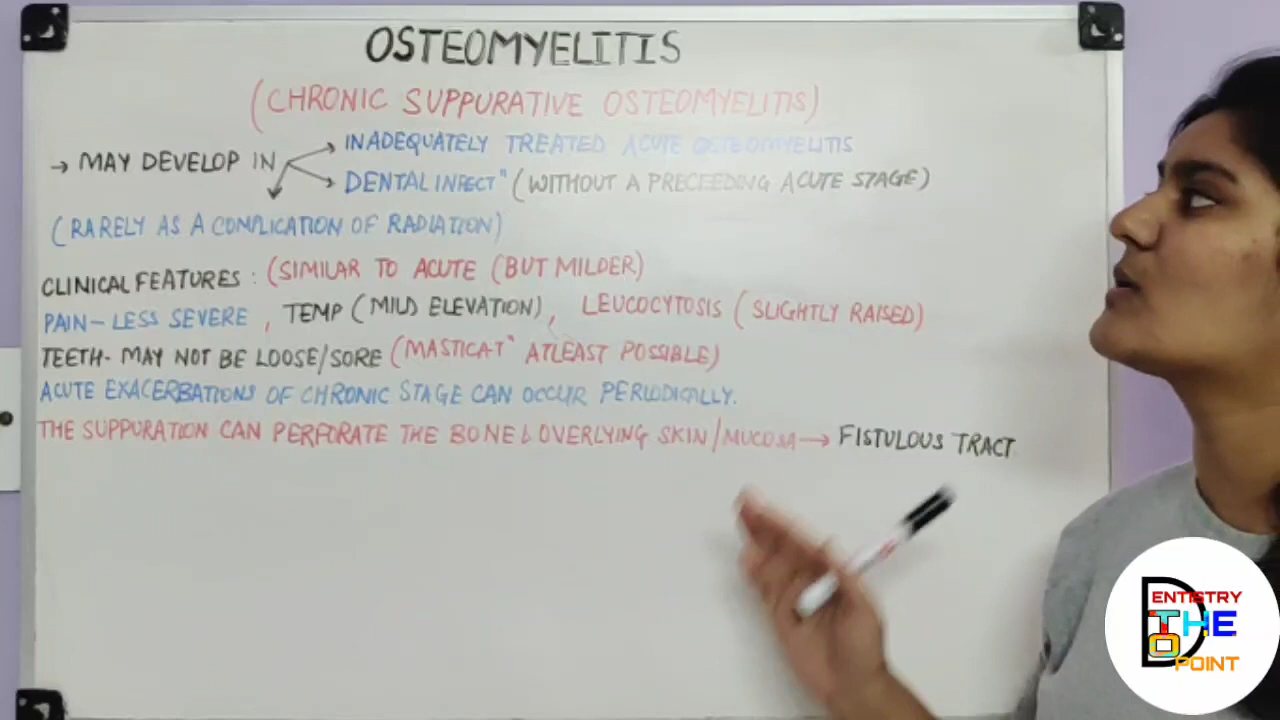 OSTEOMYELITIS
(CHRONIC SUPPURATIVE OSTEOMYELITIS)
→ MAY DEVELOP IN
INADEQUATELY TREATED ACUTE OSTEOMYELITIS
DENTAL INFECTⁿ (WITHOUT A PRECEEDING ACUTE STAGE)
(RARELY AS A COMPLICATION OF RADIATION)
CLINICAL FEATURES : (SIMILAR TO ACUTE (BUT MILDER)
PAIN - LESS SEVERE , TEMP (MILD ELEVATION), LEUCOCYTOSIS (SLIGHTLY RAISED)
TEETH - MAY NOT BE LOOSE/SORE (MASTICATⁿ ATLEAST POSSIBLE)
ACUTE EXACERBATIONS OF CHRONIC STAGE CAN OCCUR PERIODICALLY.
THE SUPPURATION CAN PERFORATE THE BONE & OVERLYING SKIN/MUCOSA → FISTULOUS TRACT
DENTISTRY
THE
TO
POINT